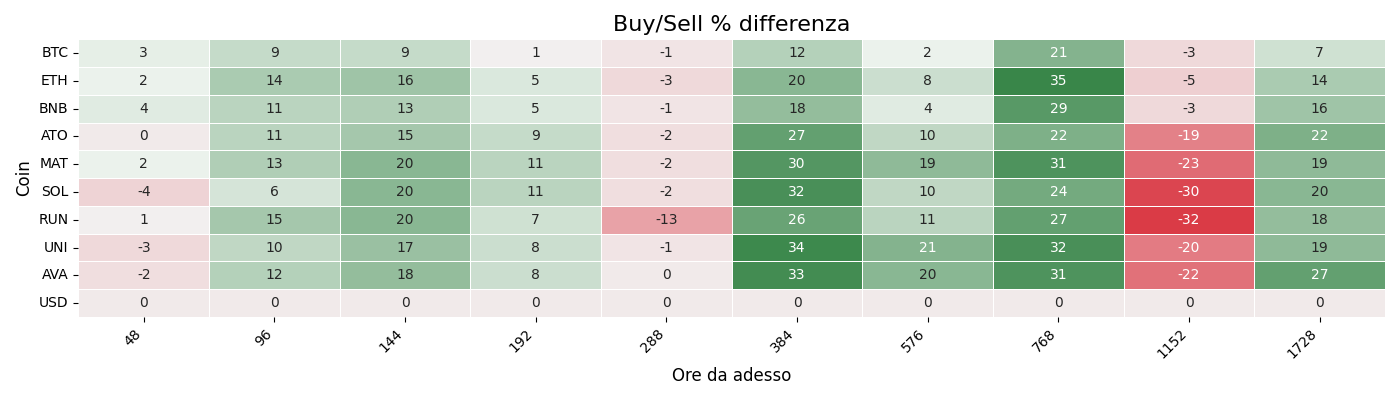 Buy/Sell % differenza
Coin
BTC 3 9 9 1 -1 12 2 21 -3 7
ETH 2 14 16 5 -3 20 8 35 -5 14
BNB 4 11 13 5 -1 18 4 29 -3 16
ATO 0 11 15 9 -2 27 10 22 -19 22
MAT 2 13 20 11 -2 30 19 31 -23 19
SOL -4 6 20 11 -2 32 10 24 -30 20
RUN 1 15 20 7 -13 26 11 27 -32 18
UNI -3 10 17 8 -1 34 21 32 -20 19
AVA -2 12 18 8 0 33 20 31 -22 27
USD 0 0 0 0 0 0 0 0 0 0
48 96 144 192 288 384 576 768 1152 1728
Ore da adesso